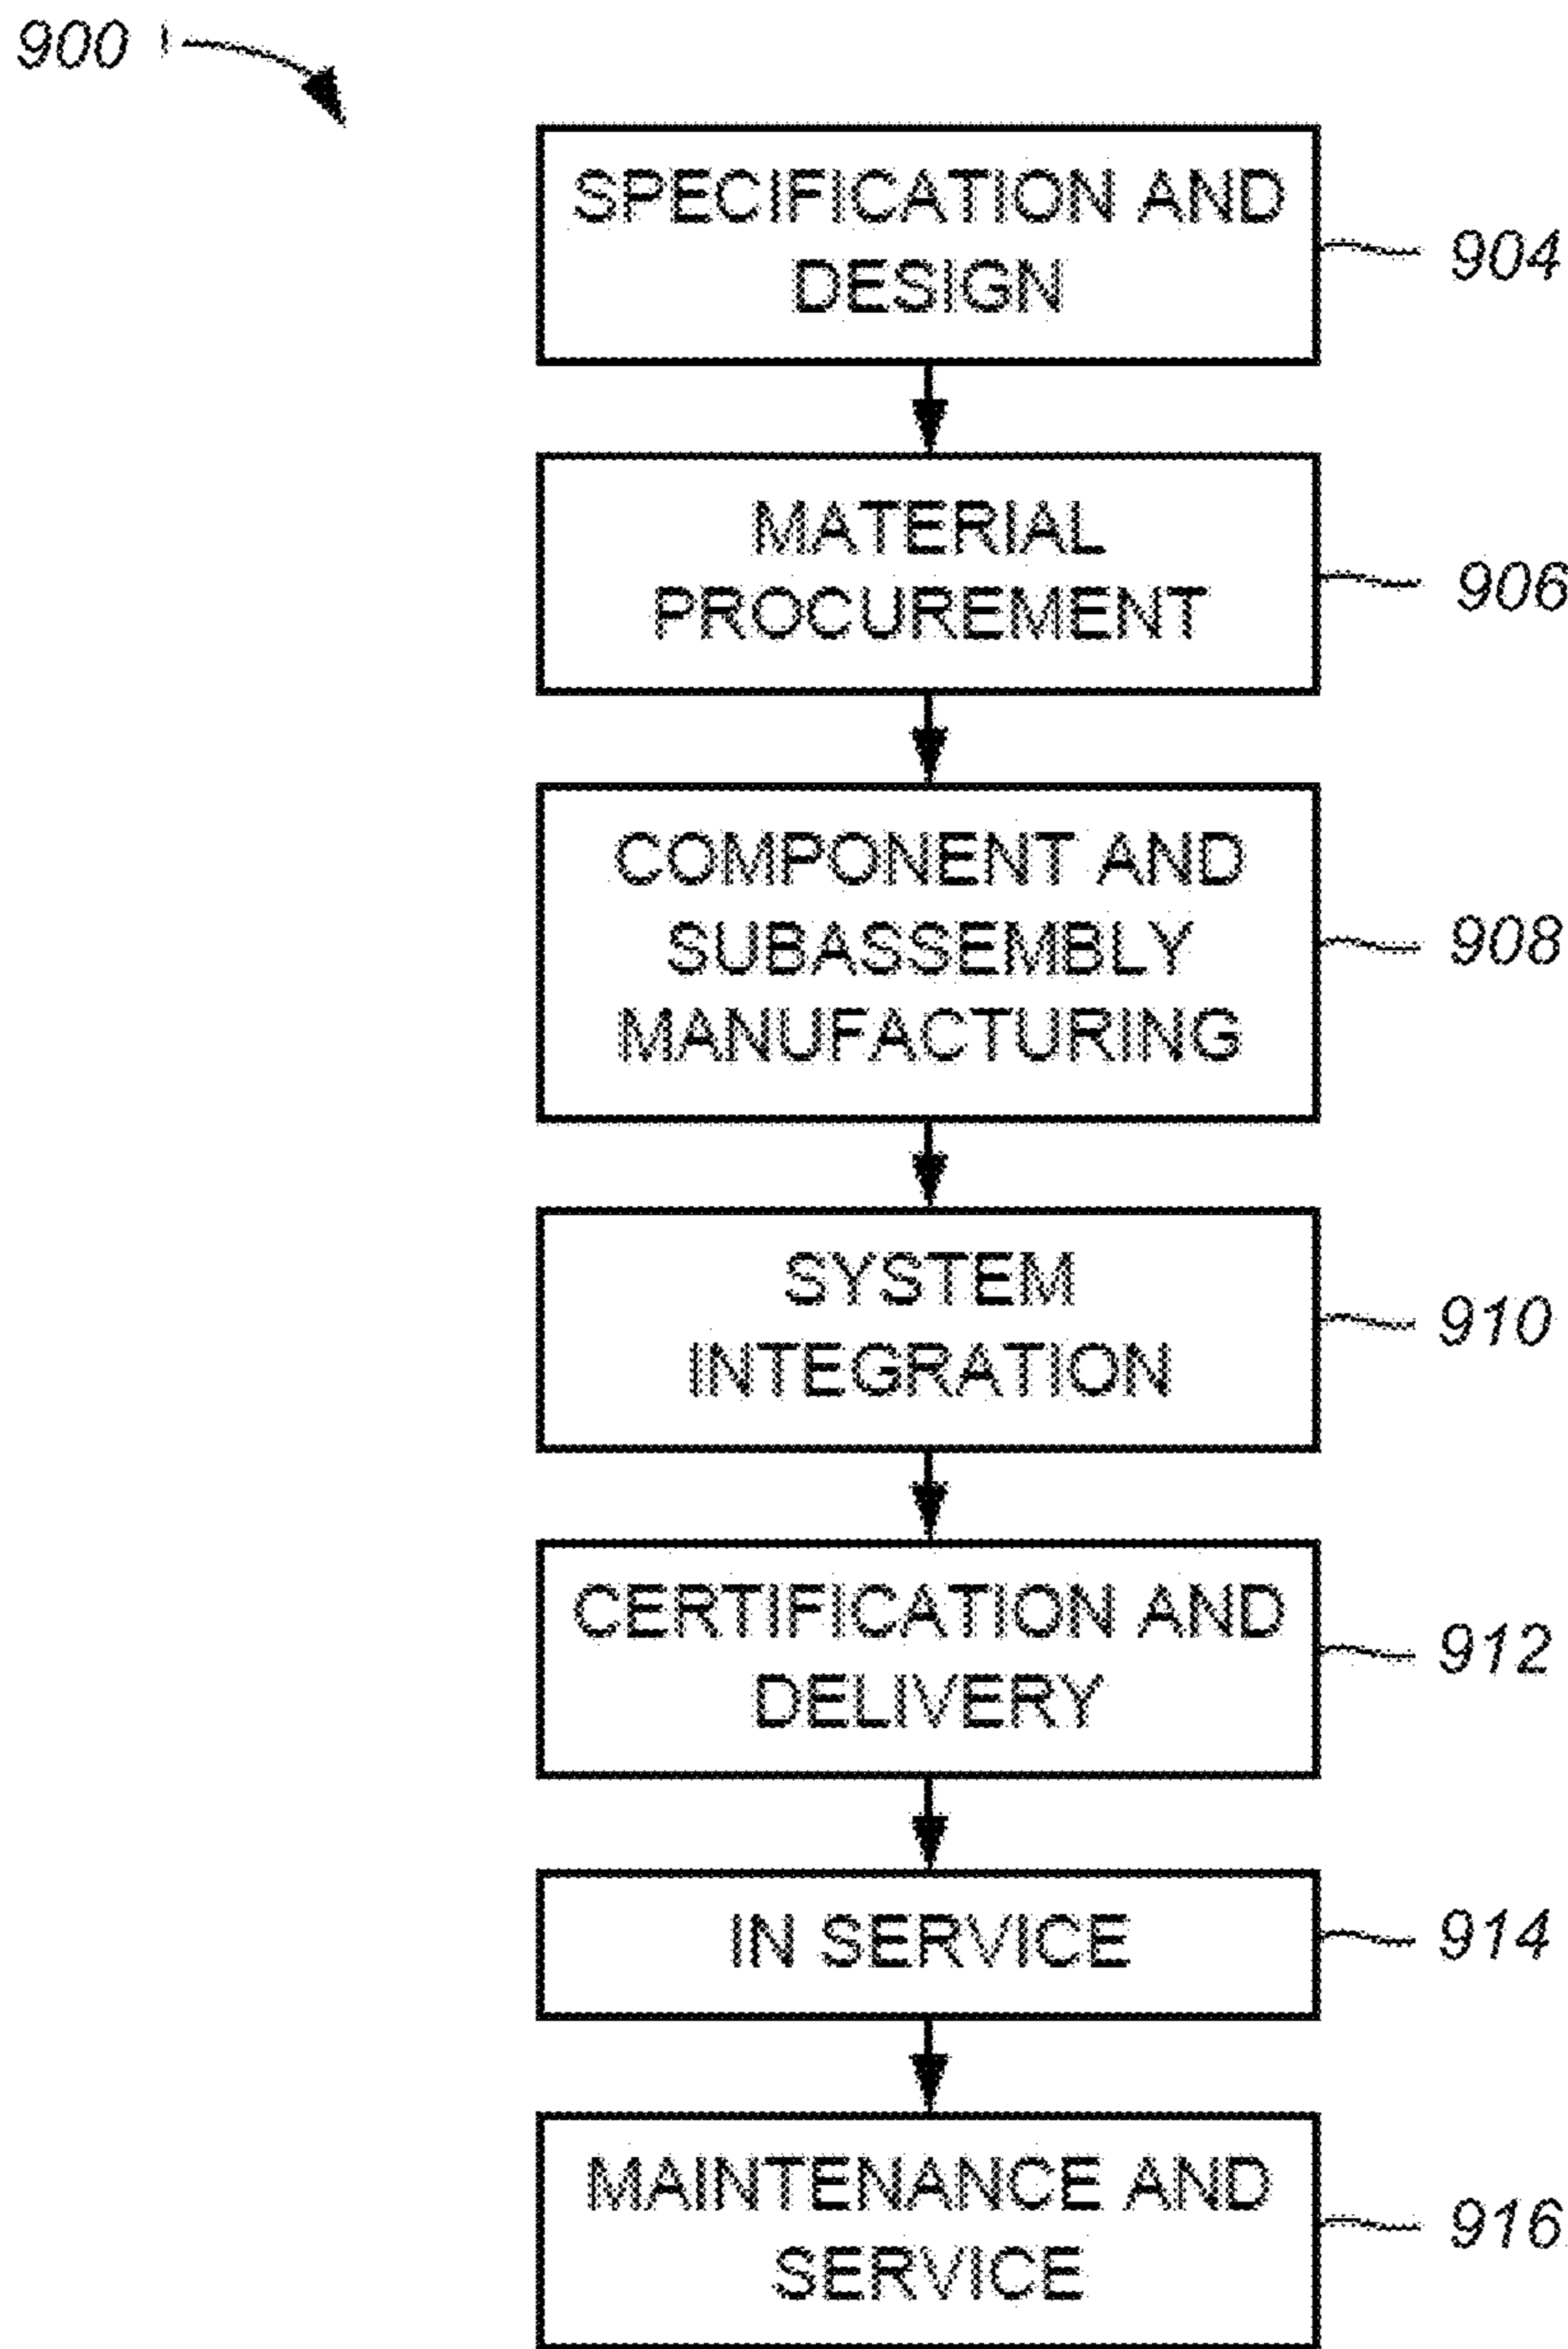 900
SPECIFICATION AND
DESIGN
904
MATERIAL
PROCUREMENT
906
COMPONENT AND
SUBASSEMBLY
MANUFACTURING
908
SYSTEM
INTEGRATION
910
CERTIFICATION AND
DELIVERY
912
IN SERVICE
914
MAINTENANCE AND
SERVICE
916